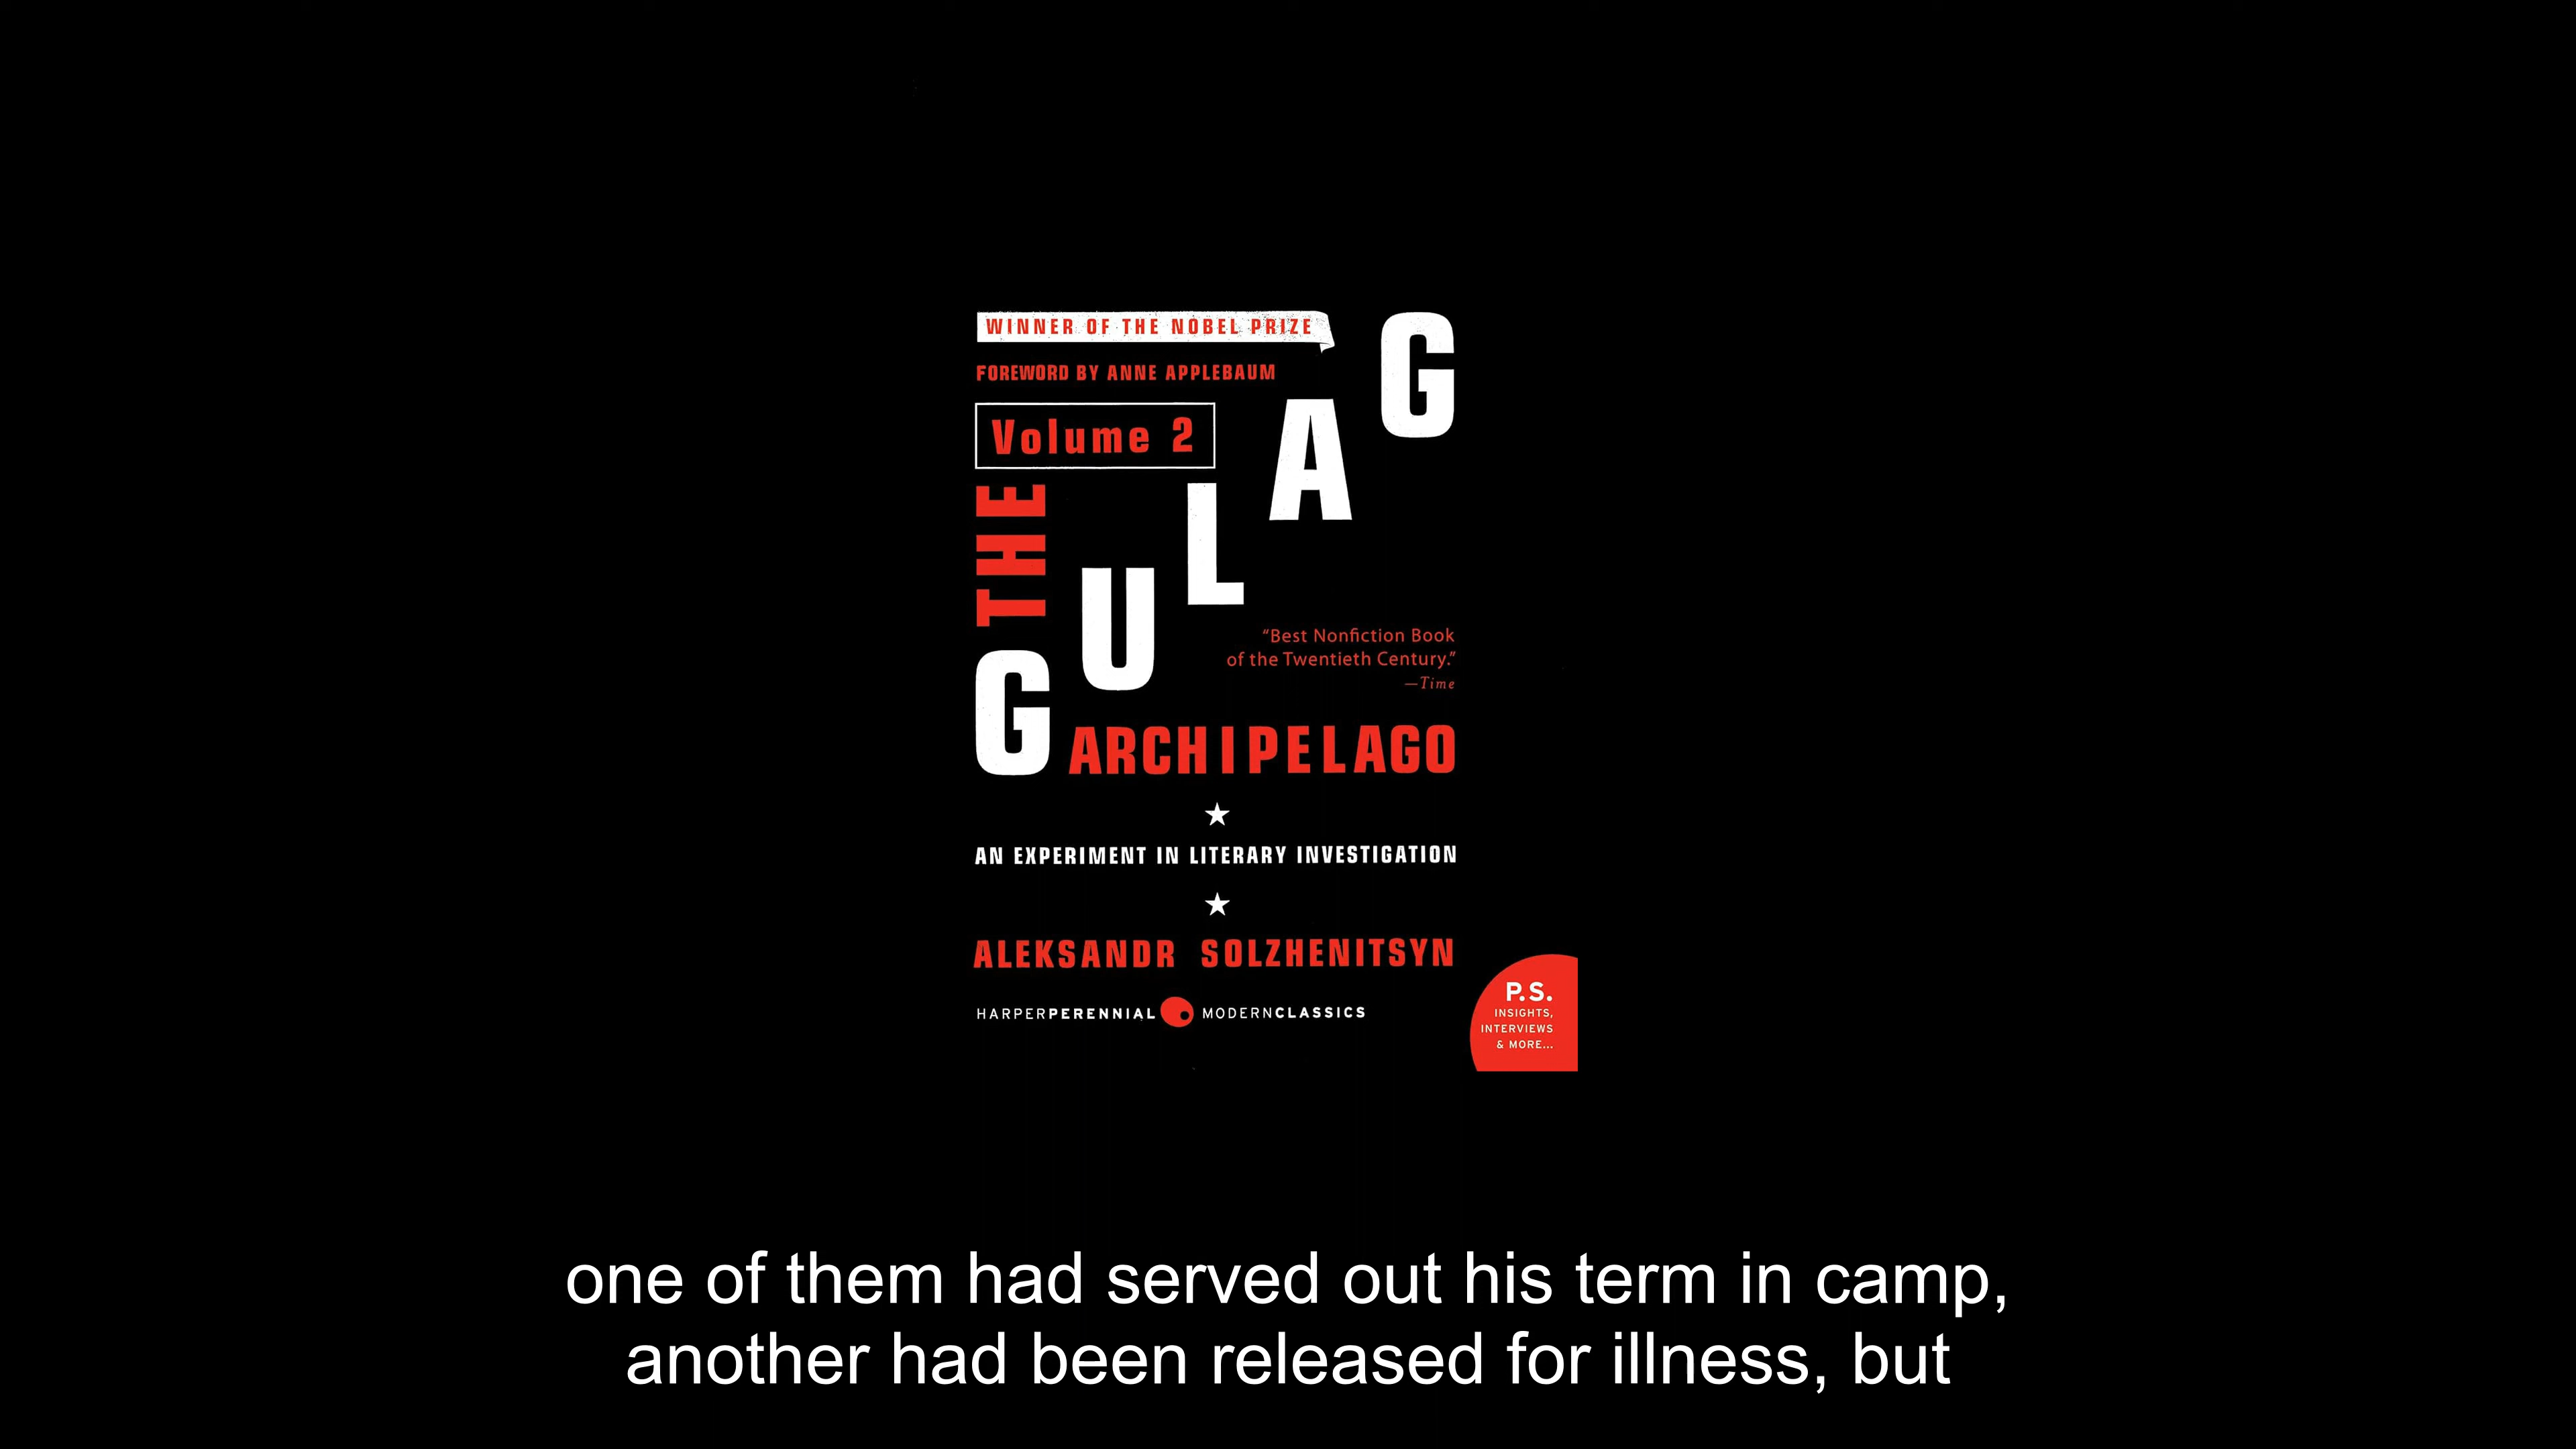 WINNER OF THE NOBEL PRIZE
FOREWORD BY ANNE APPLEBAUM
Volume 2
THE
GULAG
ARCHIPELAGO
"Best Nonfiction Book
of the Twentieth Century."
—Time
AN EXPERIMENT IN LITERARY INVESTIGATION
ALEKSANDR SOLZHENITSYN
HARPERPERENNIAL MODERNCLASSICS
P.S.
INSIGHTS,
INTERVIEWS
& MORE...
one of them had served out his term in camp,
another had been released for illness, but